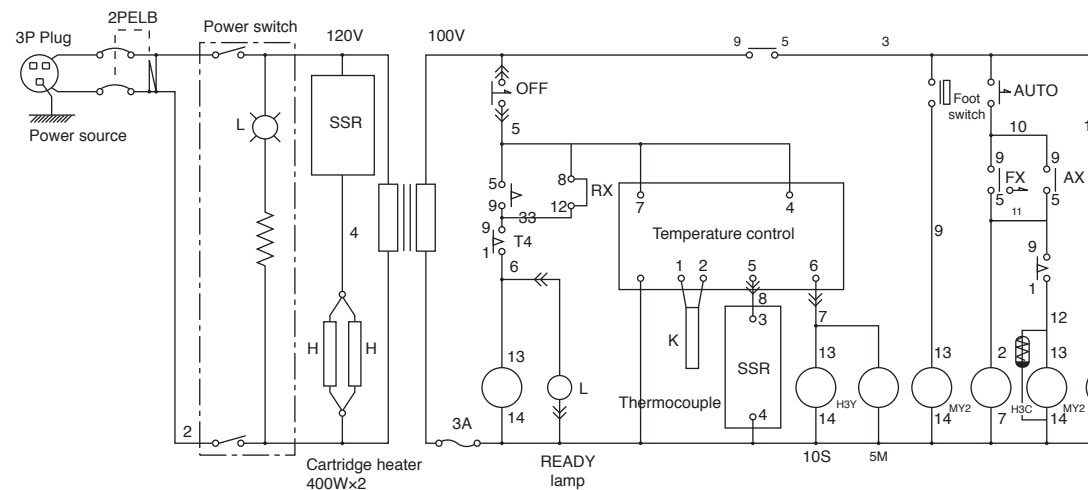 2PELB
3P Plug
Power switch
120V
100V
9
5
3
OFF
AUTO
Foot
switch
L
SSR
Power source
5
10
9
9
8
RX
FX
AX
5
7
4
5
5
12
9
33
11
4
Temperature control
9
9
T4
9
1
1
6
1
2
5
6
8
7
12
3
H
H
K
13
13
13
2
13
SSR
L
Thermocouple
H3Y
MY2
H3C
MY2
14
4
14
14
7
14
3A
2
READY
lamp
10S
5M
Cartridge heater
400W×2